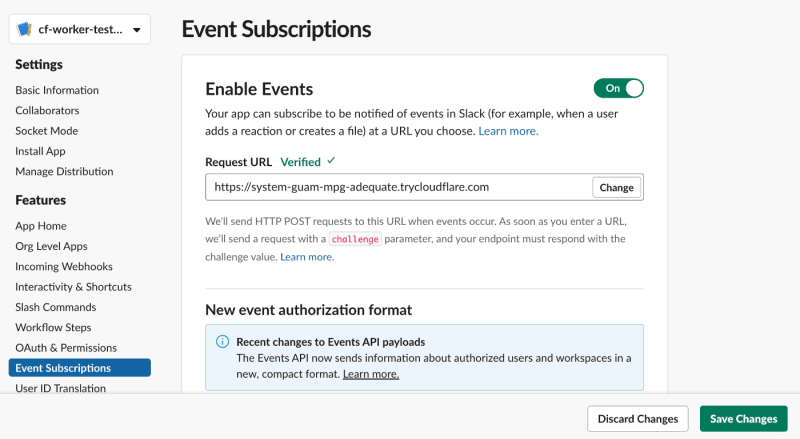 cf-worker-test...
Settings
Basic Information
Collaborators
Socket Mode
Install App
Manage Distribution
Features
App Home
Org Level Apps
Incoming Webhooks
Interactivity & Shortcuts
Slash Commands
Workflow Steps
OAuth & Permissions
Event Subscriptions
User ID Translation
Event Subscriptions
Enable Events
On
Your app can subscribe to be notified of events in Slack (for example, when a user
adds a reaction or creates a file) at a URL you choose. Learn more.
Request URL Verified ✓
https://system-guam-mpg-adequate.trycloudflare.com
Change
We'll send HTTP POST requests to this URL when events occur. As soon as you enter a URL,
we'll send a request with a challenge parameter, and your endpoint must respond with the
challenge value. Learn more.
New event authorization format
Recent changes to Events API payloads
The Events API now sends information about authorized users and workspaces in a
new, compact format. Learn more.
Discard Changes
Save Changes